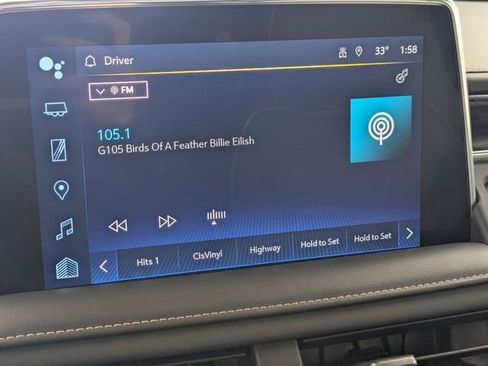 Driver
33° 1:58
FM
105.1
G105 Birds Of A Feather Billie Eilish
Hits 1 ClsVinyl Highway Hold to Set Hold to Set